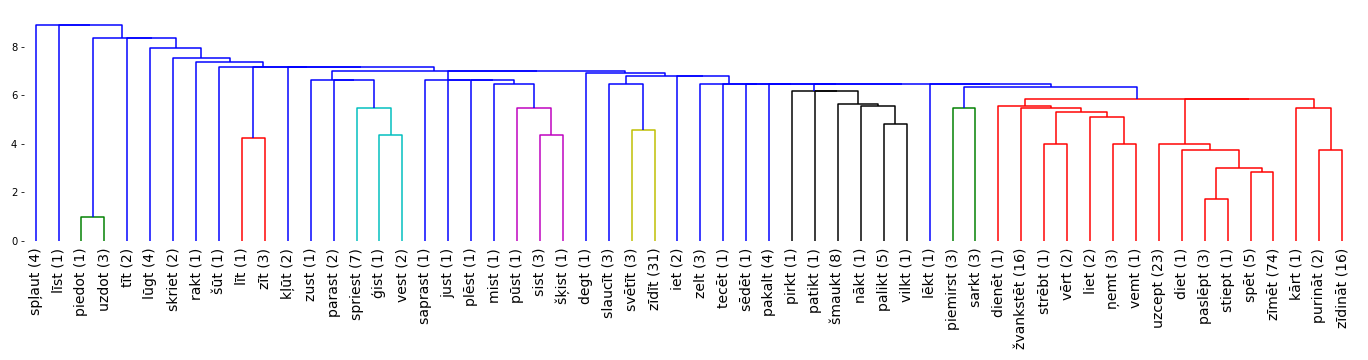 8
6
4
2
0
spļaut (4)
līst (1)
piedot (1)
uzdot (3)
tīt (2)
lūgt (4)
skriet (2)
rakt (1)
šūt (1)
līt (1)
zīt (3)
kļūt (2)
zust (1)
parast (2)
spriest (7)
ģist (1)
vest (2)
saprast (1)
just (1)
plēst (1)
mist (1)
pūst (1)
sist (3)
šķist (1)
degt (1)
slaucīt (3)
svētīt (3)
zīdīt (31)
iet (2)
zelt (3)
tecēt (1)
sēdēt (1)
pakalt (4)
pirkt (1)
patikt (1)
šmaukt (8)
nākt (1)
palikt (5)
vilkt (1)
lēkt (1)
piemirst (3)
sarkt (3)
dienēt (1)
žvankstēt (16)
strēbt (1)
vērt (2)
liet (2)
ņemt (3)
vemt (1)
uzcept (23)
diet (1)
paslēpt (3)
stiept (1)
spēt (5)
zīmēt (74)
kārt (1)
purināt (2)
zīdināt (16)